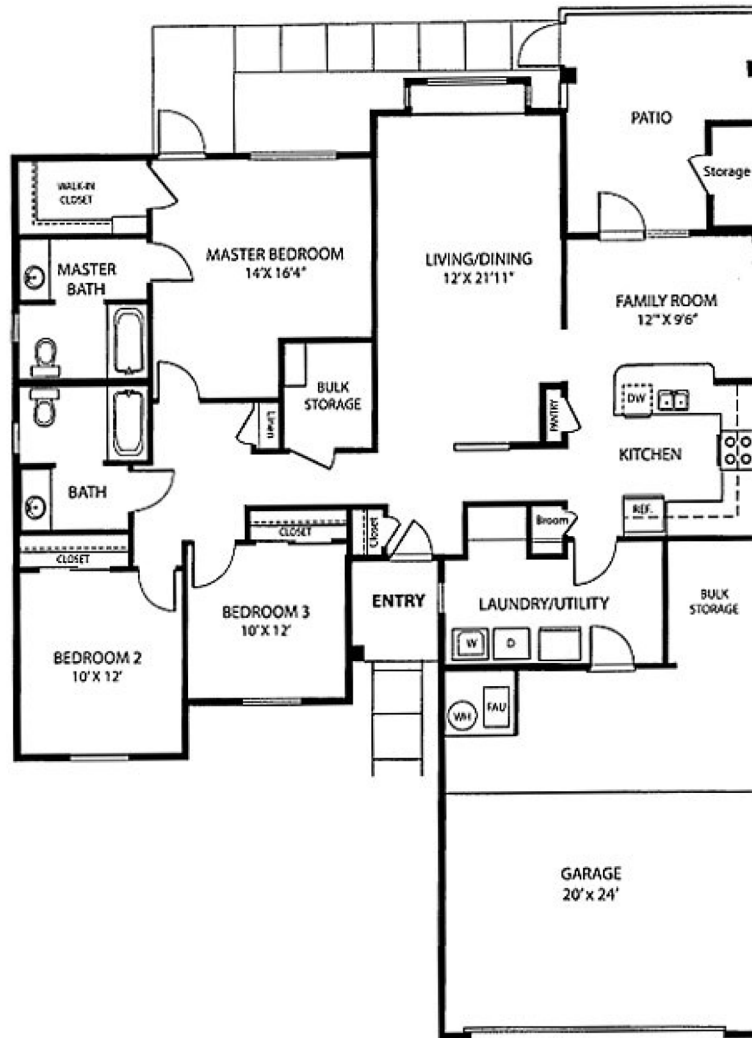 PATIO
Storage
WALK-IN
CLOSET
MASTER BEDROOM
14'X 16'4"
LIVING/DINING
12'X 21'11"
MASTER
BATH
FAMILY ROOM
12'"X 9'6"
BULK
STORAGE
DW
PANTRY
Linen
KITCHEN
BATH
REF.
CLOSET
Closet
Broom
CLOSET
ENTRY
LAUNDRY/UTILITY
BULK
STORAGE
BEDROOM 3
10'X 12'
W
D
BEDROOM 2
10'X 12'
WH
FAU
GARAGE
20'x 24'